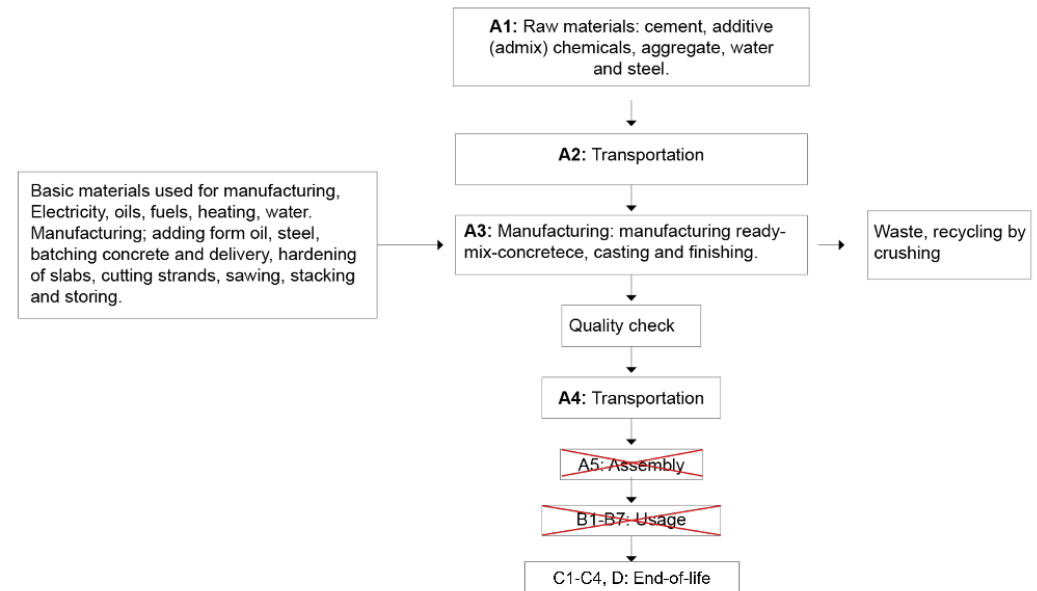 A1: Raw materials: cement, additive
(admix) chemicals, aggregate, water
and steel.
A2: Transportation
Basic materials used for manufacturing,
Electricity, oils, fuels, heating, water.
Manufacturing; adding form oil, steel,
batching concrete and delivery, hardening
of slabs, cutting strands, sawing, stacking
and storing.
A3: Manufacturing: manufacturing ready-
mix-concretece, casting and finishing.
Waste, recycling by
crushing
Quality check
A4: Transportation
A5: Assembly
B1-B7: Usage
C1-C4, D: End-of-life